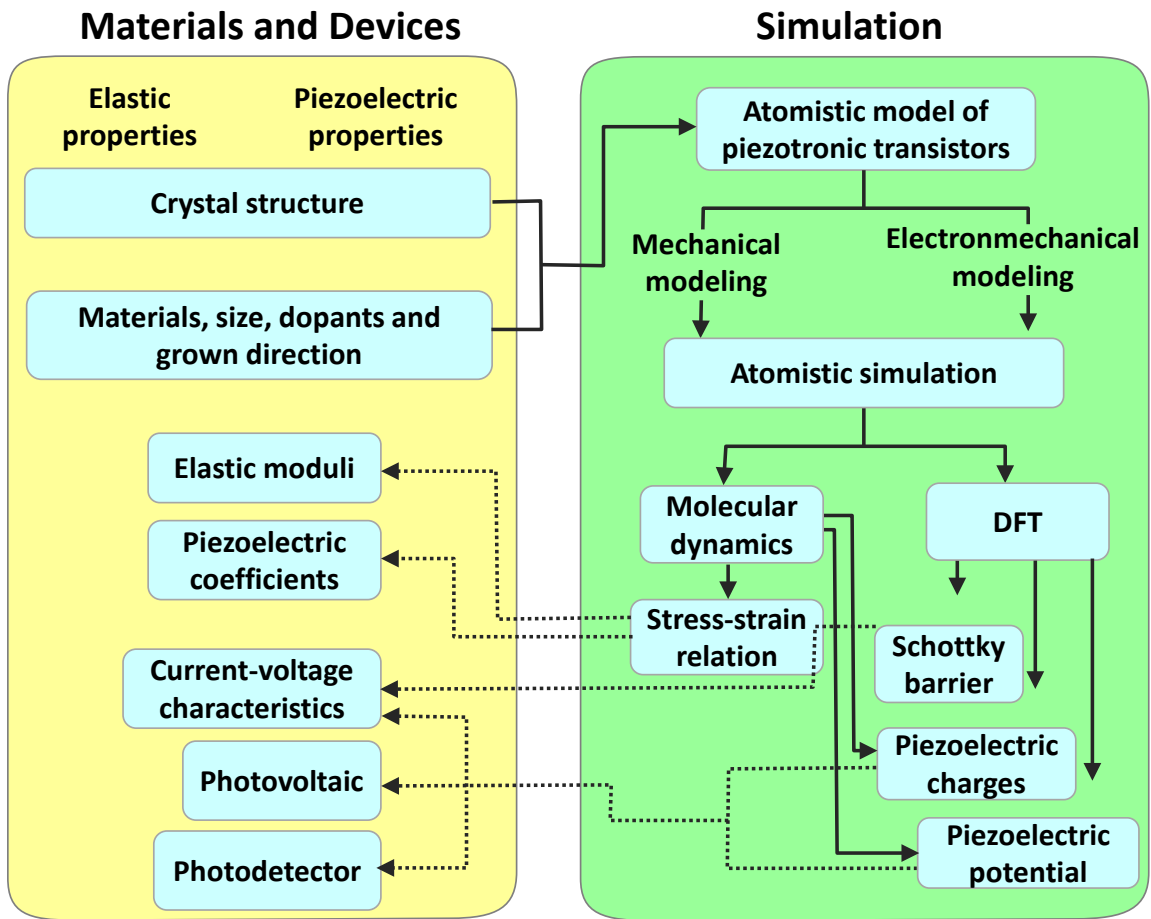 Materials and Devices
Simulation
Elastic
properties
Piezoelectric
properties
Crystal structure
Materials, size, dopants and
grown direction
Elastic moduli
Piezoelectric
coefficients
Current-voltage
characteristics
Photovoltaic
Photodetector
Atomistic model of
piezotronic transistors
Mechanical
modeling
Electronmechanical
modeling
Atomistic simulation
Molecular
dynamics
DFT
Stress-strain
relation
Schottky
barrier
Piezoelectric
charges
Piezoelectric
potential